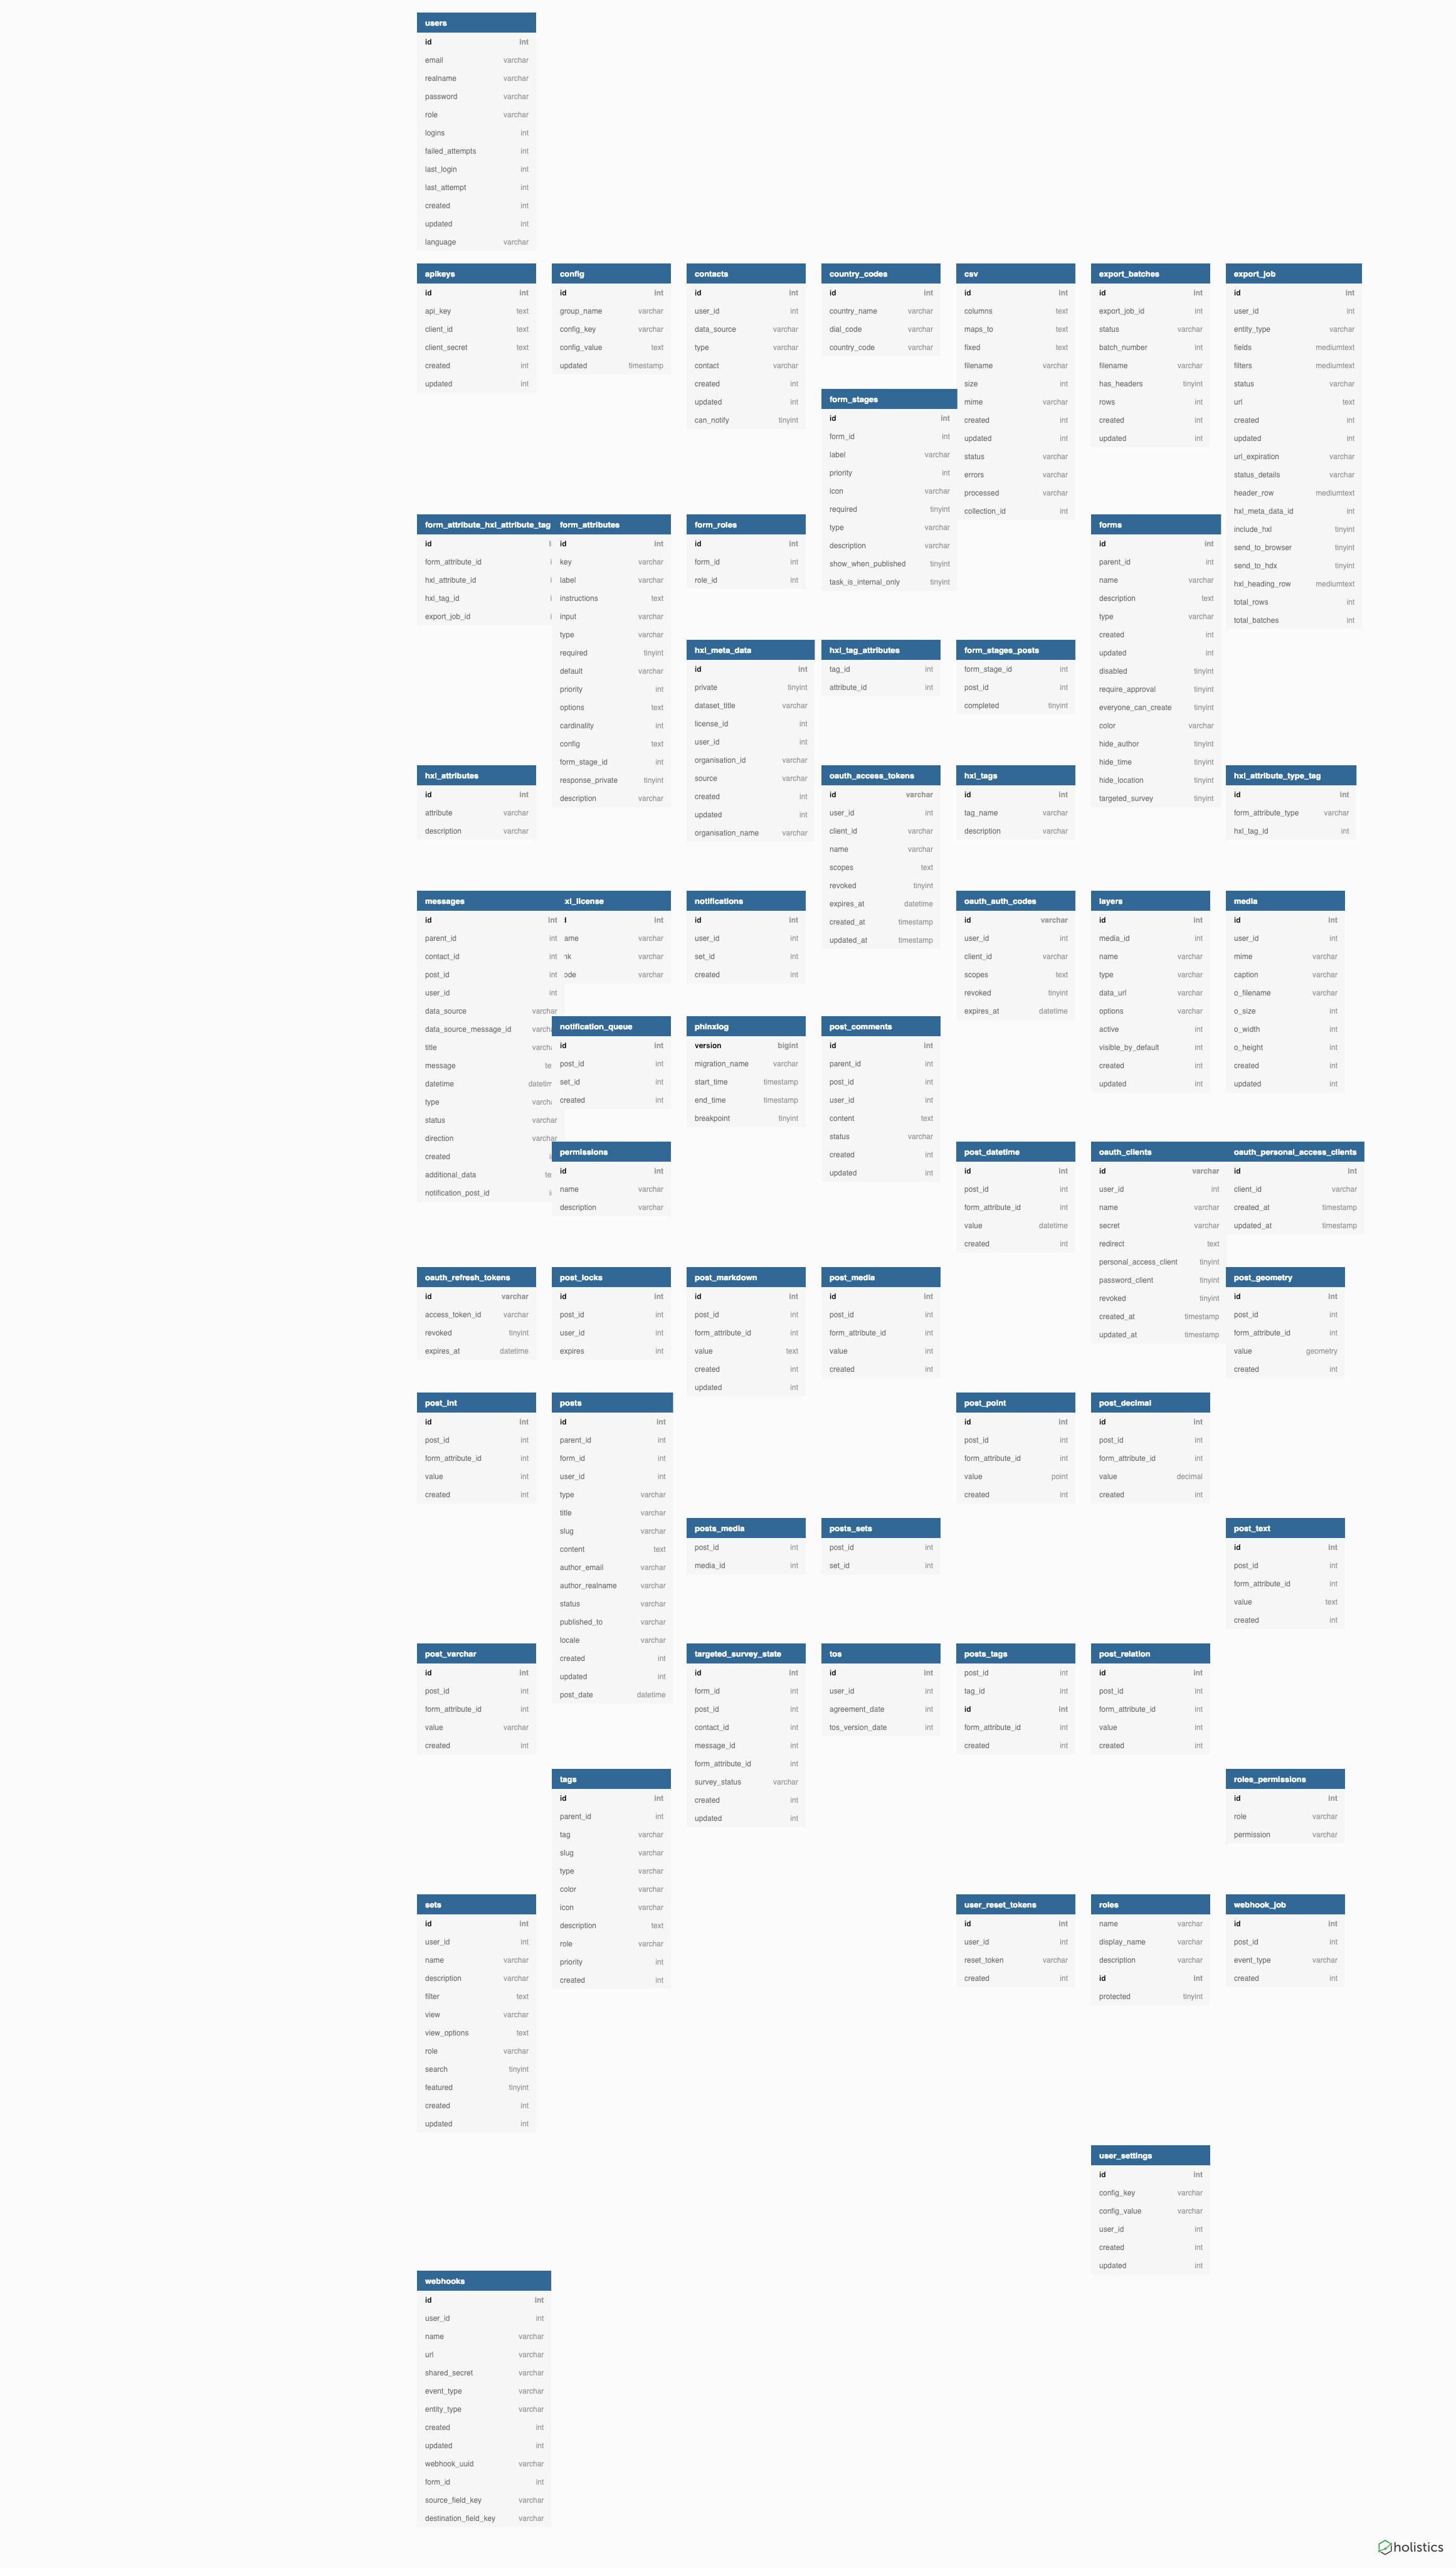 users
id int
email varchar
realname varchar
password varchar
role varchar
logins int
failed_attempts int
last_login int
last_attempt int
created int
updated int
language varchar
apikeys
id int
api_key text
client_id text
client_secret text
created int
updated int
config
id int
group_name varchar
config_key varchar
config_value text
updated timestamp
contacts
id int
user_id int
data_source varchar
type varchar
contact varchar
created int
updated int
can_notify tinyint
country_codes
id int
country_name varchar
dial_code varchar
country_code varchar
csv
id int
columns text
maps_to text
fixed text
filename varchar
size int
mime varchar
created int
updated int
status varchar
errors varchar
processed varchar
collection_id int
export_batches
id int
export_job_id int
status varchar
batch_number int
filename varchar
has_headers tinyint
rows int
created int
updated int
export_job
id int
user_id int
entity_type varchar
fields mediumtext
filters mediumtext
status varchar
url text
created int
updated int
url_expiration varchar
status_details varchar
header_row mediumtext
hxl_meta_data_id int
include_hxl tinyint
send_to_browser tinyint
send_to_hdx tinyint
hxl_heading_row mediumtext
total_rows int
total_batches int
form_stages
id int
form_id int
label varchar
priority int
icon varchar
required tinyint
type varchar
description varchar
show_when_published tinyint
task_is_internal_only tinyint
form_attribute_hxl_attribute_tag
id
form_attribute_id
hxl_attribute_id
hxl_tag_id
export_job_id
form_attributes
id int
key varchar
label varchar
instructions text
input varchar
type varchar
required tinyint
default varchar
priority int
options text
cardinality int
config text
form_stage_id int
response_private tinyint
description varchar
form_roles
id int
form_id int
role_id int
forms
id int
parent_id int
name varchar
description text
type varchar
created int
updated int
disabled tinyint
require_approval tinyint
everyone_can_create tinyint
color varchar
hide_author tinyint
hide_time tinyint
hide_location tinyint
targeted_survey tinyint
hxl_meta_data
id int
private tinyint
dataset_title varchar
license_id int
user_id int
organisation_id varchar
source varchar
created int
updated int
organisation_name varchar
hxl_tag_attributes
tag_id int
attribute_id int
form_stages_posts
form_stage_id int
post_id int
completed tinyint
hxl_attributes
id int
attribute varchar
description varchar
oauth_access_tokens
id varchar
user_id int
client_id varchar
name varchar
scopes text
revoked tinyint
expires_at datetime
created_at timestamp
updated_at timestamp
hxl_tags
id int
tag_name varchar
description varchar
hxl_attribute_type_tag
id int
form_attribute_type varchar
hxl_tag_id int
messages
id int
parent_id int
contact_id int
post_id int
user_id int
data_source varchar
data_source_message_id varcha
title varcha
message te
datetime datetim
type varcha
status varchar
direction varchar
created
additional_data te
notification_post_id
xl_license
int
ame varchar
nk varchar
ode varchar
notifications
id int
user_id int
set_id int
created int
oauth_auth_codes
id varchar
user_id int
client_id varchar
scopes text
revoked tinyint
expires_at datetime
layers
id int
media_id int
name varchar
type varchar
data_url varchar
options varchar
active int
visible_by_default int
created int
updated int
media
id int
user_id int
mime varchar
caption varchar
o_filename varchar
o_size int
o_width int
o_height int
created int
updated int
notification_queue
id int
post_id int
set_id int
created int
phinxlog
version bigint
migration_name varchar
start_time timestamp
end_time timestamp
breakpoint tinyint
post_comments
id int
parent_id int
post_id int
user_id int
content text
status varchar
created int
updated int
permissions
id int
name varchar
description varchar
post_datetime
id int
post_id int
form_attribute_id int
value datetime
created int
oauth_clients
id varchar
user_id int
name varchar
secret varchar
redirect text
personal_access_client tinyint
password_client tinyint
revoked tinyint
created_at timestamp
updated_at timestamp
oauth_personal_access_clients
id int
client_id varchar
created_at timestamp
updated_at timestamp
oauth_refresh_tokens
id varchar
access_token_id varchar
revoked tinyint
expires_at datetime
post_locks
id int
post_id int
user_id int
expires int
post_markdown
id int
post_id int
form_attribute_id int
value text
created int
updated int
post_media
id int
post_id int
form_attribute_id int
value int
created int
post_geometry
id int
post_id int
form_attribute_id int
value geometry
created int
post_int
id int
post_id int
form_attribute_id int
value int
created int
posts
id int
parent_id int
form_id int
user_id int
type varchar
title varchar
slug varchar
content text
author_email varchar
author_realname varchar
status varchar
published_to varchar
locale varchar
created int
updated int
post_date datetime
post_point
id int
post_id int
form_attribute_id int
value point
created int
post_decimal
id int
post_id int
form_attribute_id int
value decimal
created int
posts_media
post_id int
media_id int
posts_sets
post_id int
set_id int
post_text
id int
post_id int
form_attribute_id int
value text
created int
post_varchar
id int
post_id int
form_attribute_id int
value varchar
created int
targeted_survey_state
id int
form_id int
post_id int
contact_id int
message_id int
form_attribute_id int
survey_status varchar
created int
updated int
tos
id int
user_id int
agreement_date int
tos_version_date int
posts_tags
post_id int
tag_id int
id int
form_attribute_id int
created int
post_relation
id int
post_id int
form_attribute_id int
value int
created int
tags
id int
parent_id int
tag varchar
slug varchar
type varchar
color varchar
icon varchar
description text
role varchar
priority int
created int
roles_permissions
id int
role varchar
permission varchar
sets
id int
user_id int
name varchar
description varchar
filter text
view varchar
view_options text
role varchar
search tinyint
featured tinyint
created int
updated int
user_reset_tokens
id int
user_id int
reset_token varchar
created int
roles
name varchar
display_name varchar
description varchar
id int
protected tinyint
webhook_job
id int
post_id int
event_type varchar
created int
user_settings
id int
config_key varchar
config_value varchar
user_id int
created int
updated int
webhooks
id int
user_id int
name varchar
url varchar
shared_secret varchar
event_type varchar
entity_type varchar
created int
updated int
webhook_uuid varchar
form_id int
source_field_key varchar
destination_field_key varchar
holistics